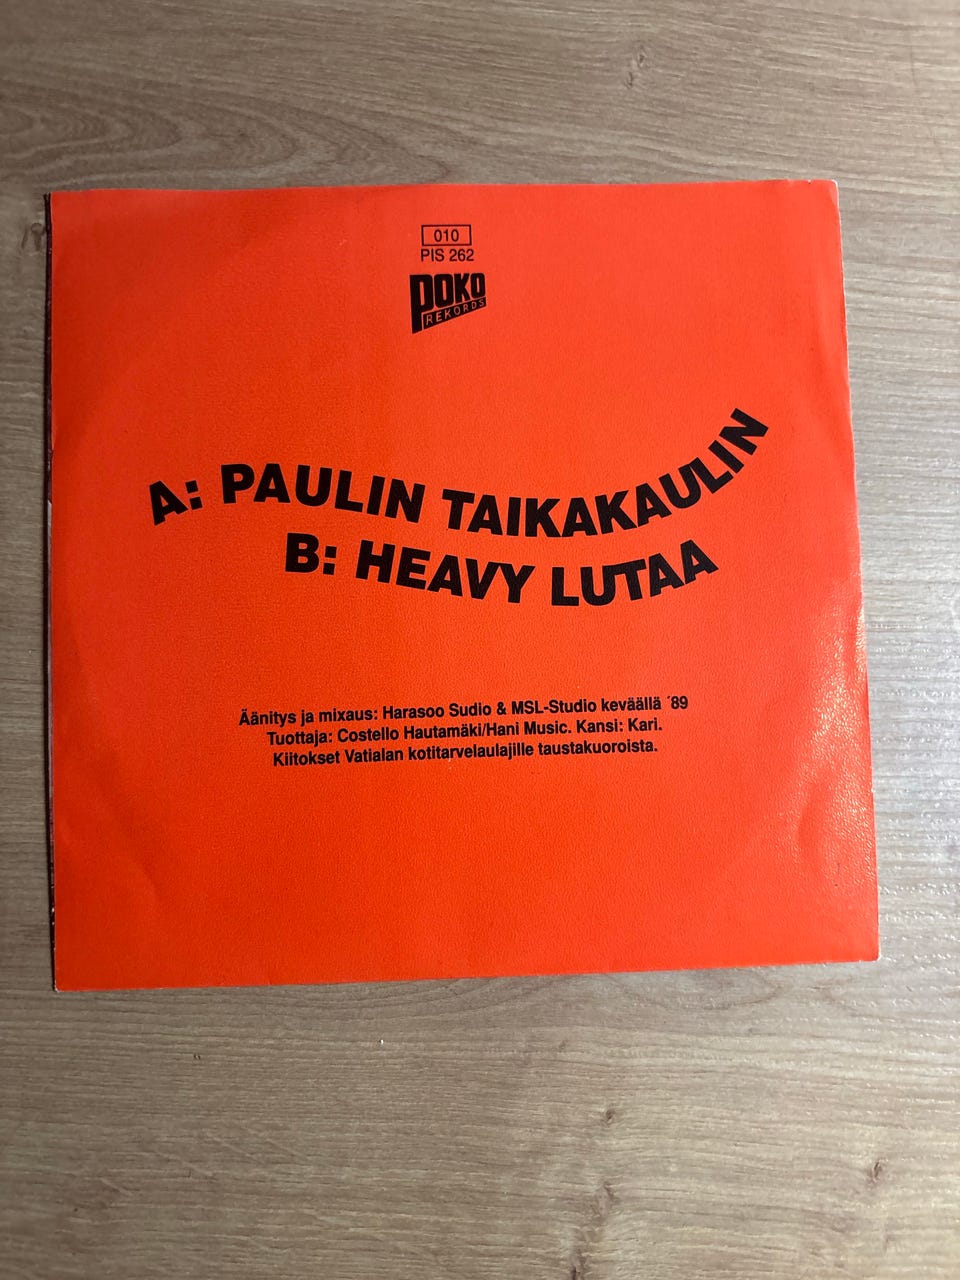 010
PIS 262
POKO
REKORDS
A: PAULIN TAIKAKAULIN
B: HEAVY LUTAA
Äänitys ja mixaus: Harasoo Sudio & MSL-Studio keväällä ´89
Tuottaja: Costello Hautamäki/Hani Music. Kansi: Kari.
Kiitokset Vatialan kotitarvelaulajille taustakuoroista.